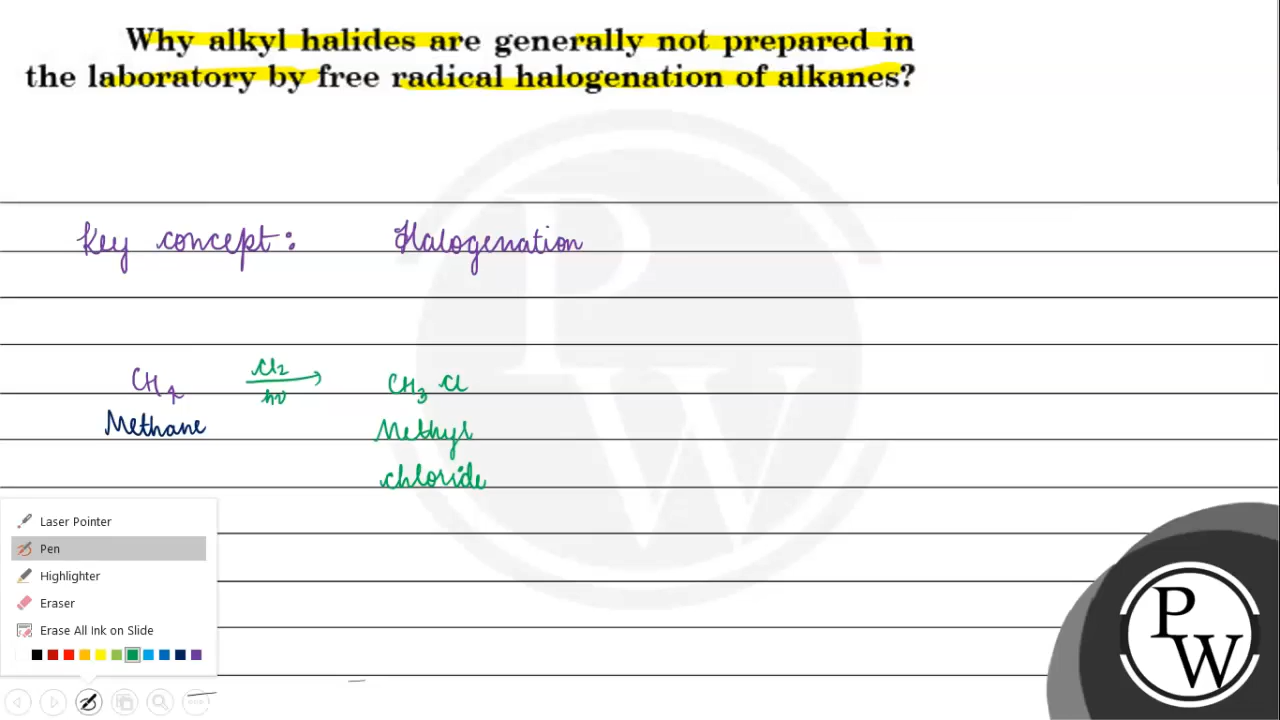 Why alkyl halides are generally not prepared in
the laboratory by free radical halogenation of alkanes?
Key concept: Halogenation
CH4 Cl2 hν CH3 Cl
Methane Methyl
chloride
Laser Pointer
Pen
Highlighter
Eraser
Erase All Ink on Slide
P
W
P
W